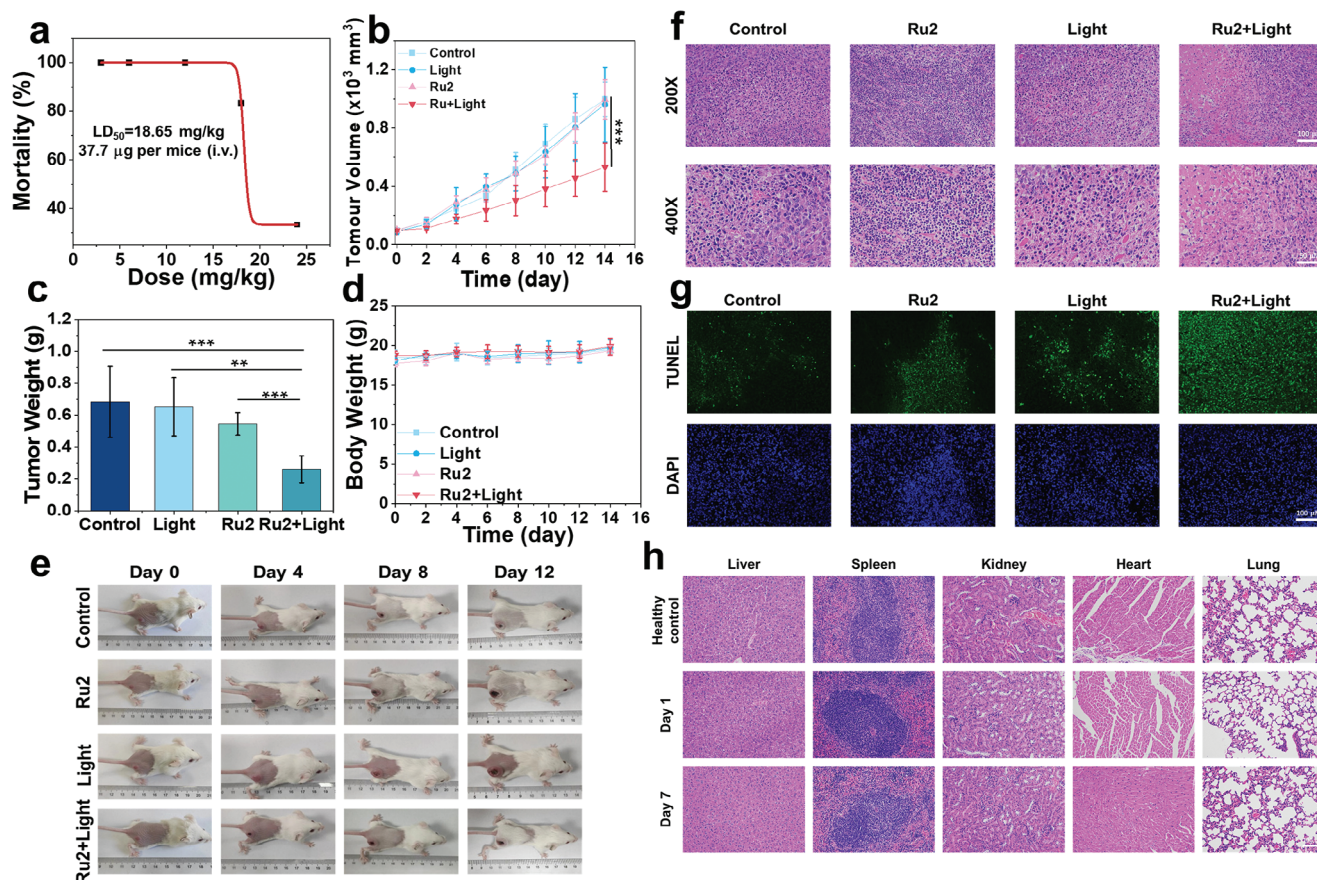 a
Mortality (%)
100
80
60
40
LD50=18.65 mg/kg
37.7 μg per mice (i.v.)
0 5 10 15 20 25
Dose (mg/kg)
b
Tomour Volume (x10³ mm³)
1.2
0.8
0.4
0.0
Control
Light
Ru2
Ru+Light
***
0 2 4 6 8 10 12 14 16
Time (day)
c
Tumor Weight (g)
1.2
1.0
0.8
0.6
0.4
0.2
0.0
***
**
***
Control Light Ru2 Ru2+Light
d
Body Weight (g)
25
20
15
10
5
0
Control
Light
Ru2
Ru2+Light
0 2 4 6 8 10 12 14 16
Time (day)
e
Day 0 Day 4 Day 8 Day 12
Control
Ru2
Light
Ru2+Light
f
Control Ru2 Light Ru2+Light
200X
100 μm
400X
g
Control Ru2 Light Ru2+Light
TUNEL
DAPI
h
Liver Spleen Kidney Heart Lung
Healthy
control
Day 1
Day 7